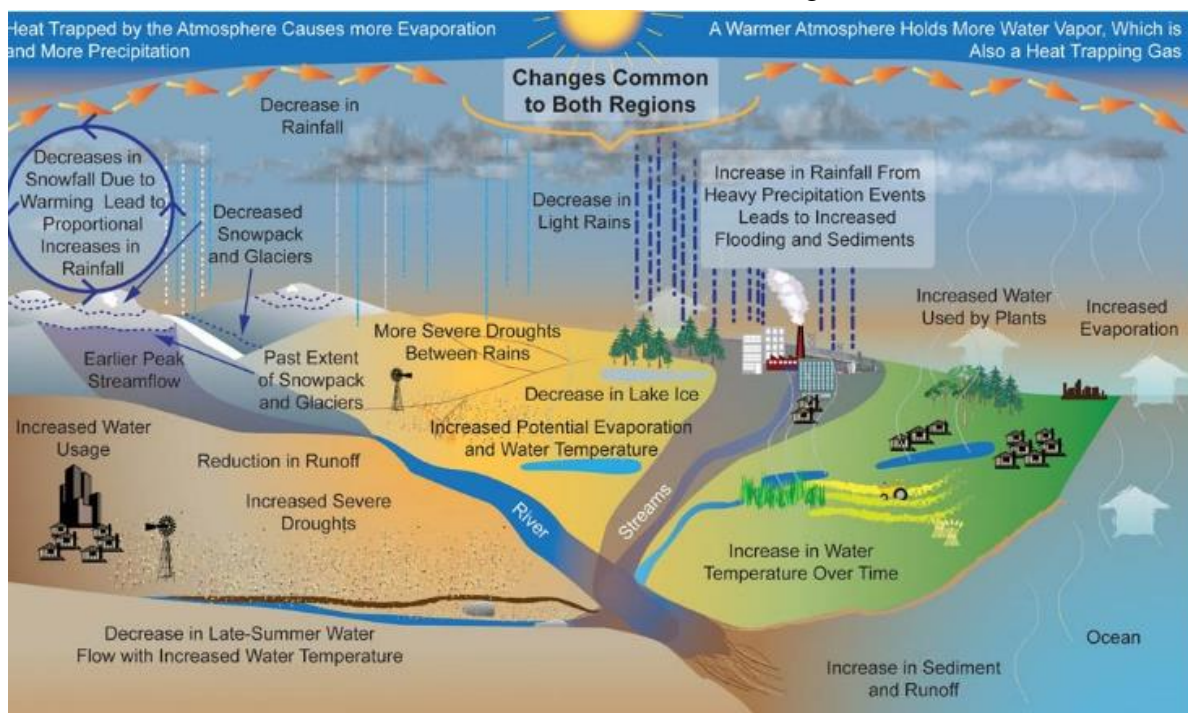 Heat Trapped by the Atmosphere Causes more Evaporation
and More Precipitation
A Warmer Atmosphere Holds More Water Vapor, Which is
Also a Heat Trapping Gas
Changes Common
to Both Regions
Decrease in
Rainfall
Decreases in
Snowfall Due to
Warming Lead to
Proportional
Increases in
Rainfall
Decreased
Snowpack
and Glaciers
Decrease in
Light Rains
Increase in Rainfall From
Heavy Precipitation Events
Leads to Increased
Flooding and Sediments
Increased Water
Used by Plants
Increased
Evaporation
More Severe Droughts
Between Rains
Earlier Peak
Streamflow
Past Extent
of Snowpack
and Glaciers
Decrease in Lake Ice
Increased Potential Evaporation
and Water Temperature
Increased Water
Usage
Reduction in Runoff
Increased Severe
Droughts
River
Streams
Increase in Water
Temperature Over Time
Decrease in Late-Summer Water
Flow with Increased Water Temperature
Ocean
Increase in Sediment
and Runoff